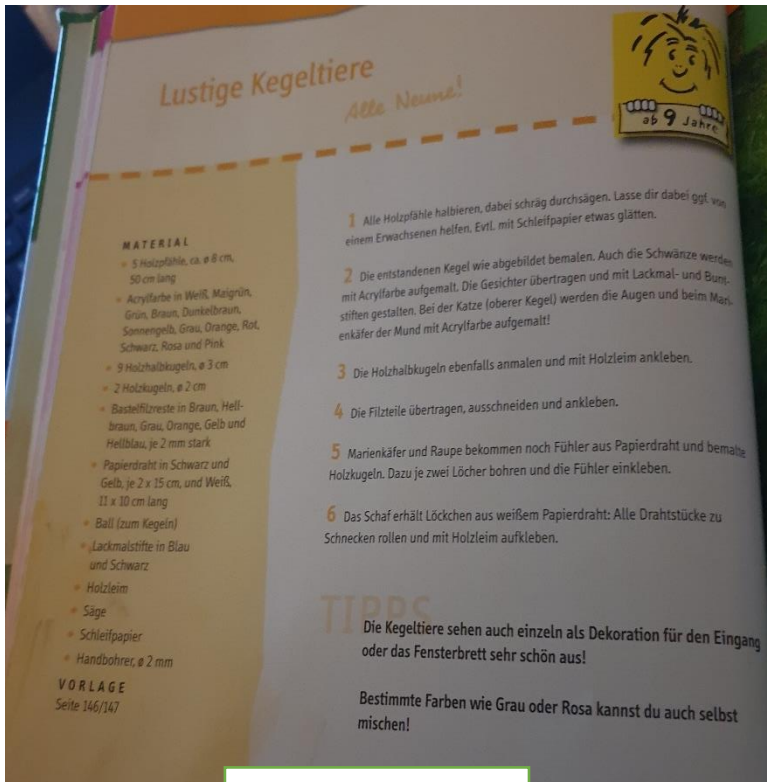 Lustige Kegeltiere
Alle Neune!
ab 9 Jahre
MATERIAL
• 5 Holzpfähle, ca. ø 8 cm,
50 cm lang
• Acrylfarbe in Weiß, Maigrün,
Grün, Braun, Dunkelbraun,
Sonnengelb, Grau, Orange, Rot,
Schwarz, Rosa und Pink
• 9 Holzhalbkugeln, ø 3 cm
• 2 Holzkugeln, ø 2 cm
• Bastelfilzreste in Braun, Hell-
braun, Grau, Orange, Gelb und
Hellblau, je 2 mm stark
• Papierdraht in Schwarz und
Gelb, je 2 x 15 cm, und Weiß,
11 x 10 cm lang
• Ball (zum Kegeln)
• Lackmalstifte in Blau
und Schwarz
• Holzleim
• Säge
• Schleifpapier
• Handbohrer, ø 2 mm
VORLAGE
Seite 146/147
1 Alle Holzpfähle halbieren, dabei schräg durchsägen. Lasse dir dabei ggf. von
einem Erwachsenen helfen. Evtl. mit Schleifpapier etwas glätten.
2 Die entstandenen Kegel wie abgebildet bemalen. Auch die Schwänze werden
mit Acrylfarbe aufgemalt. Die Gesichter übertragen und mit Lackmal- und Bunt-
stiften gestalten. Bei der Katze (oberer Kegel) werden die Augen und beim Mari-
enkäfer der Mund mit Acrylfarbe aufgemalt!
3 Die Holzhalbkugeln ebenfalls anmalen und mit Holzleim ankleben.
4 Die Filzteile übertragen, ausschneiden und ankleben.
5 Marienkäfer und Raupe bekommen noch Fühler aus Papierdraht und bemalte
Holzkugeln. Dazu je zwei Löcher bohren und die Fühler einkleben.
6 Das Schaf erhält Löckchen aus weißem Papierdraht: Alle Drahtstücke zu
Schnecken rollen und mit Holzleim aufkleben.
TIPPS
Die Kegeltiere sehen auch einzeln als Dekoration für den Eingang
oder das Fensterbrett sehr schön aus!
Bestimmte Farben wie Grau oder Rosa kannst du auch selbst
mischen!